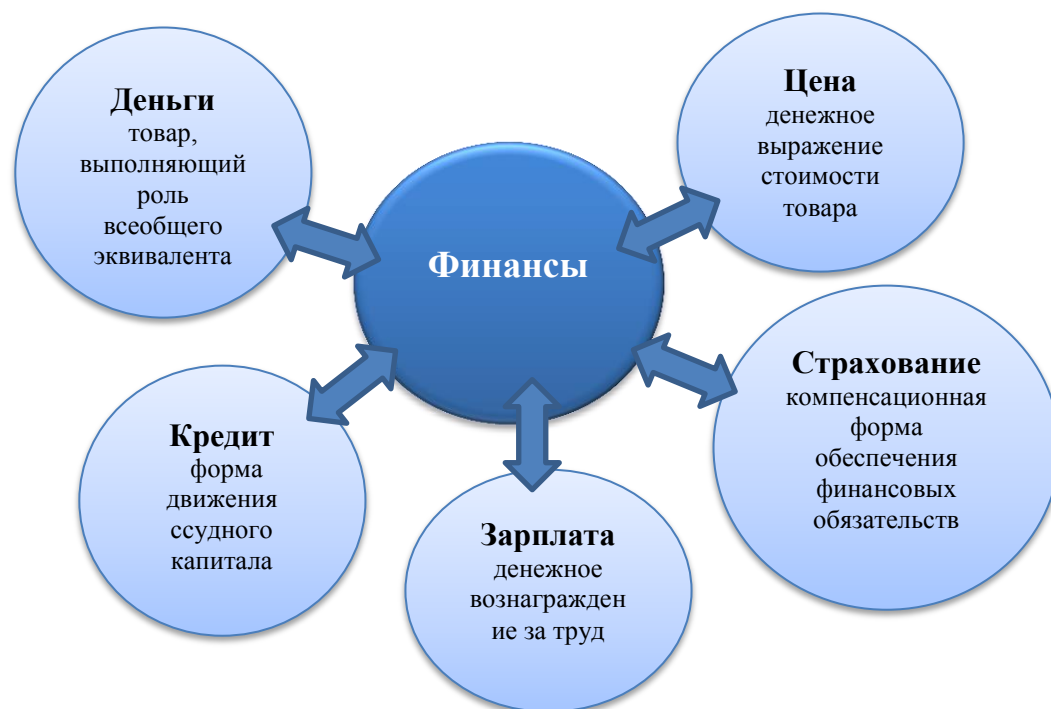 Деньги
товар,
выполняющий
роль
всеобщего
эквивалента
Цена
денежное
выражение
стоимости
товара
Финансы
Страхование
компенсационная
форма
обеспечения
финансовых
обязательств
Кредит
форма
движения
ссудного
капитала
Зарплата
денежное
вознагражден
ие за труд